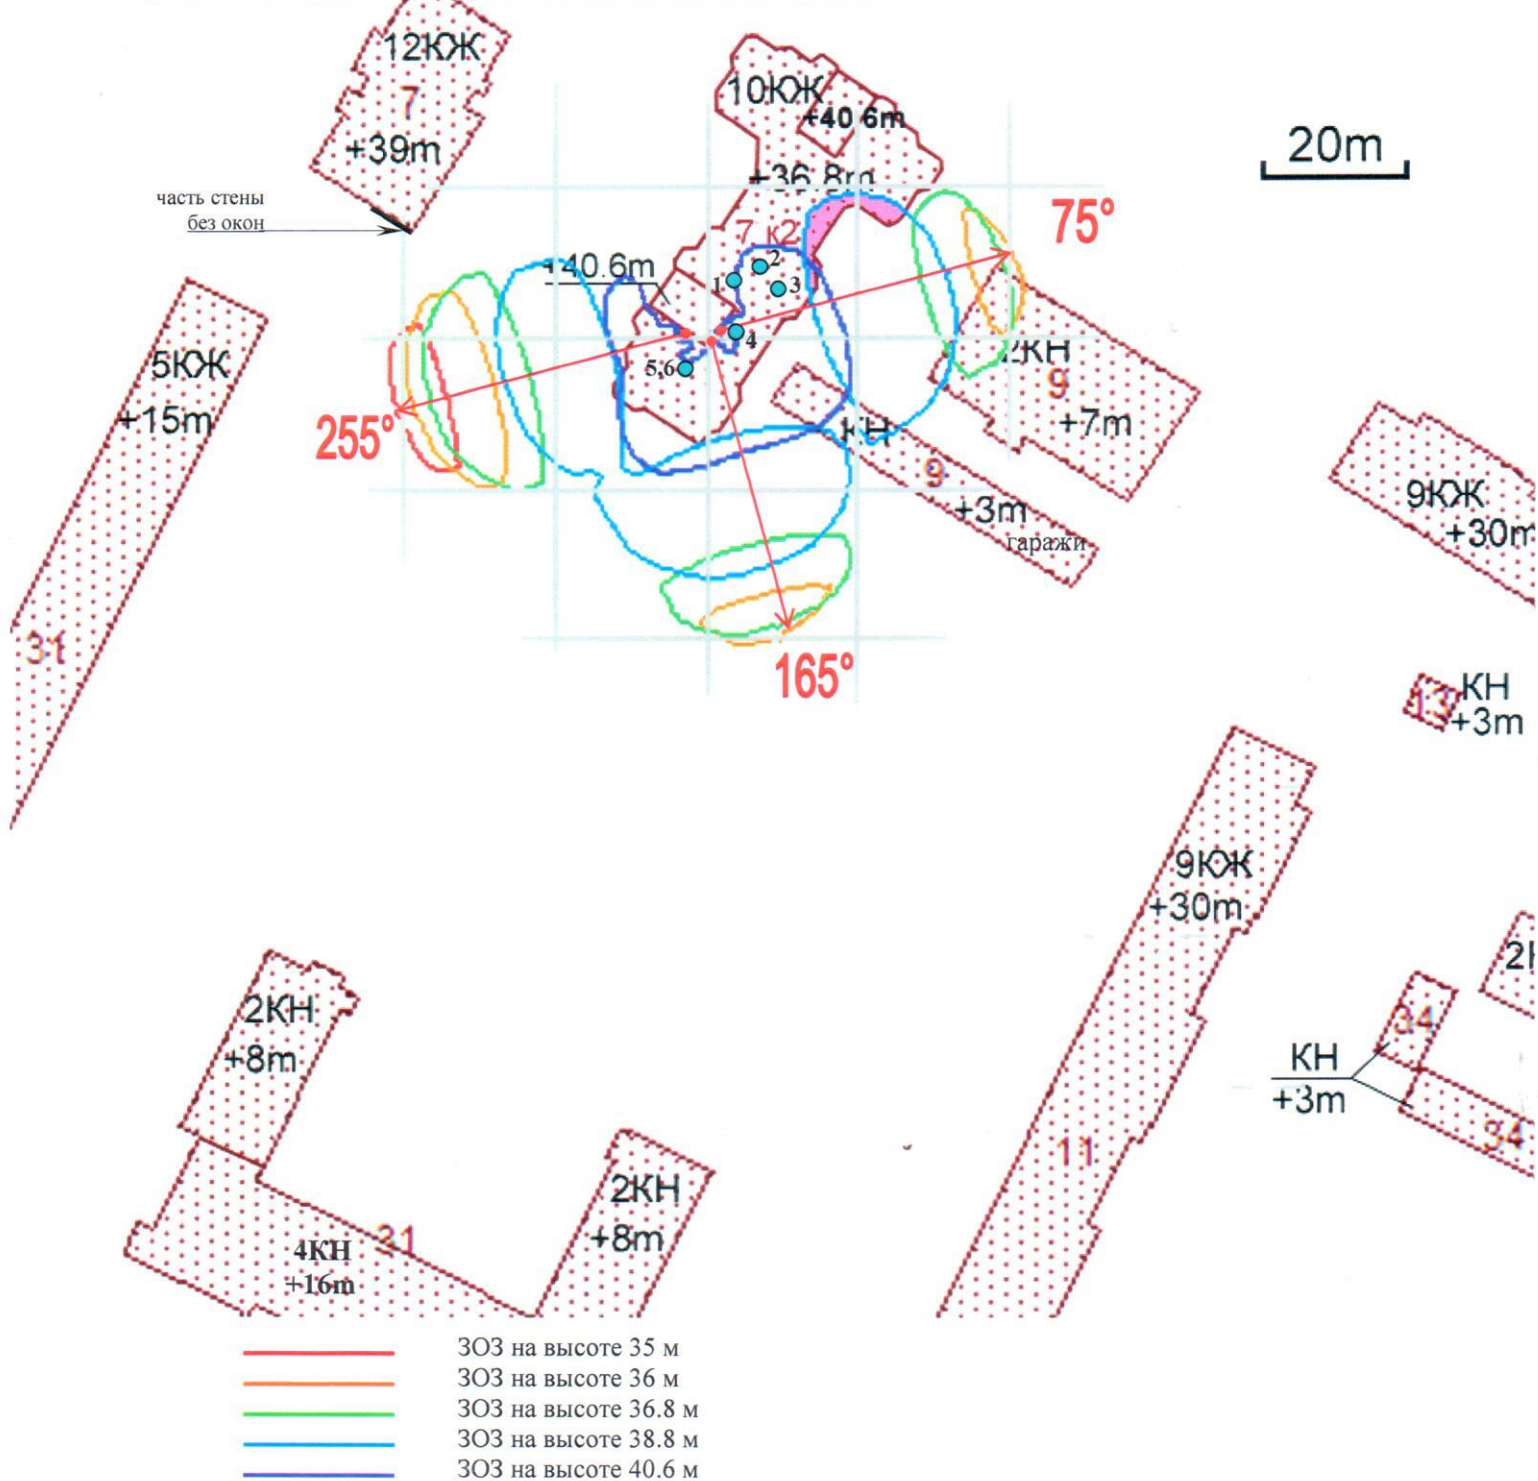 12КЖ
7
+39m
часть стены
без окон
10КЖ
+40.6m
+36.8m
7 к2
20m
75°
+40.6m
1
2
3
4
5,6
5КЖ
+15m
31
255°
165°
2КН
9
+7m
КН
9
+3m
гаражи
9КЖ
+30m
13
КН
+3m
9КЖ
+30m
11
34
КН
+3m
34
2КН
+8m
31
4КН
+16m
2КН
+8m
ЗОЗ на высоте 35 м
ЗОЗ на высоте 36 м
ЗОЗ на высоте 36.8 м
ЗОЗ на высоте 38.8 м
ЗОЗ на высоте 40.6 м